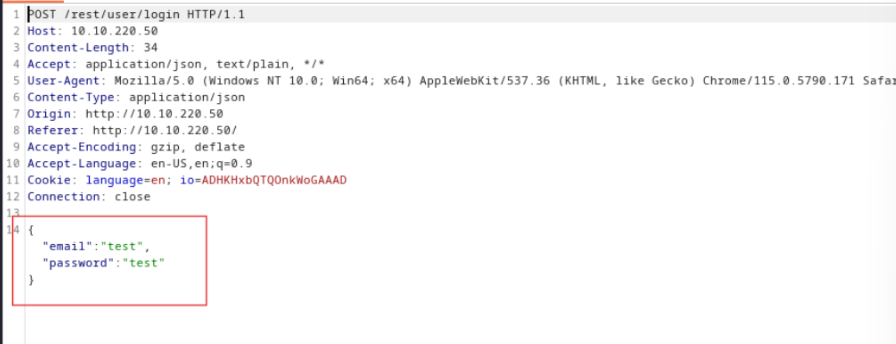 1 POST /rest/user/login HTTP/1.1
2 Host: 10.10.220.50
3 Content-Length: 34
4 Accept: application/json, text/plain, */*
5 User-Agent: Mozilla/5.0 (Windows NT 10.0; Win64; x64) AppleWebKit/537.36 (KHTML, like Gecko) Chrome/115.0.5790.171 Safar
6 Content-Type: application/json
7 Origin: http://10.10.220.50
8 Referer: http://10.10.220.50/
9 Accept-Encoding: gzip, deflate
10 Accept-Language: en-US,en;q=0.9
11 Cookie: language=en; io=ADHKHxbQTQOnkWoGAAAD
12 Connection: close
13
14 {
"email":"test",
"password":"test"
}